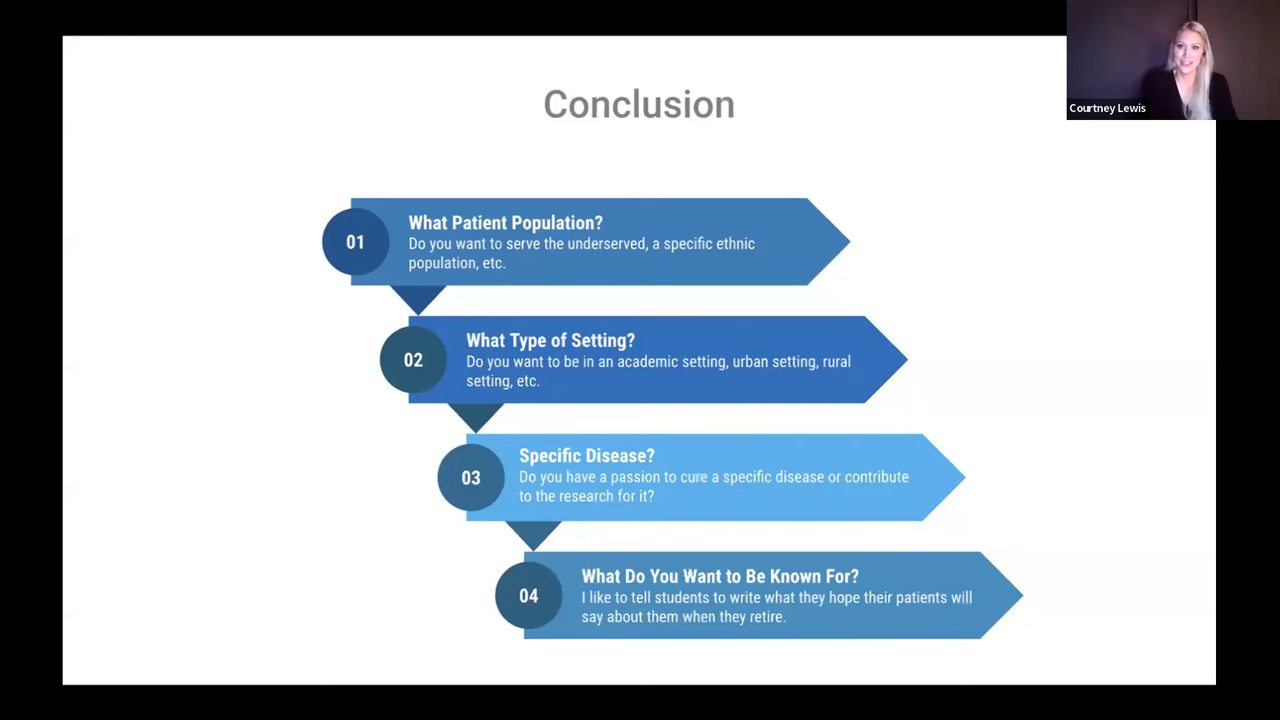 Conclusion
Courtney Lewis
01
What Patient Population?
Do you want to serve the underserved, a specific ethnic
population, etc.
02
What Type of Setting?
Do you want to be in an academic setting, urban setting, rural
setting, etc.
03
Specific Disease?
Do you have a passion to cure a specific disease or contribute
to the research for it?
04
What Do You Want to Be Known For?
I like to tell students to write what they hope their patients will
say about them when they retire.